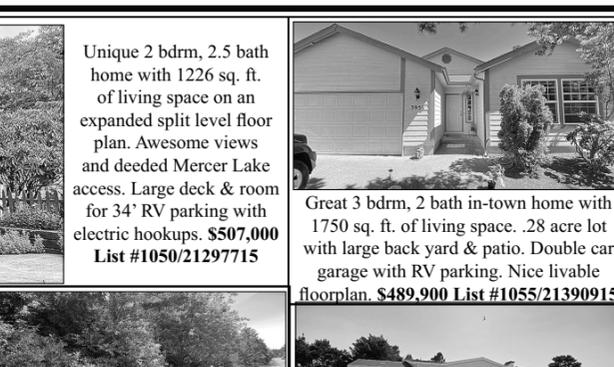 Unique 2 bdrm, 2.5 bath
home with 1226 sq. ft.
of living space on an
expanded split level floor
plan. Awesome views
and deeded Mercer Lake
access. Large deck & room
for 34’ RV parking with
electric hookups. $507,000
List #1050/21297715
Great 3 bdrm, 2 bath in-town home with
1750 sq. ft. of living space. .28 acre lot
with large back yard & patio. Double car
garage with RV parking. Nice livable
floorplan. $489,900 List #1055/21390915